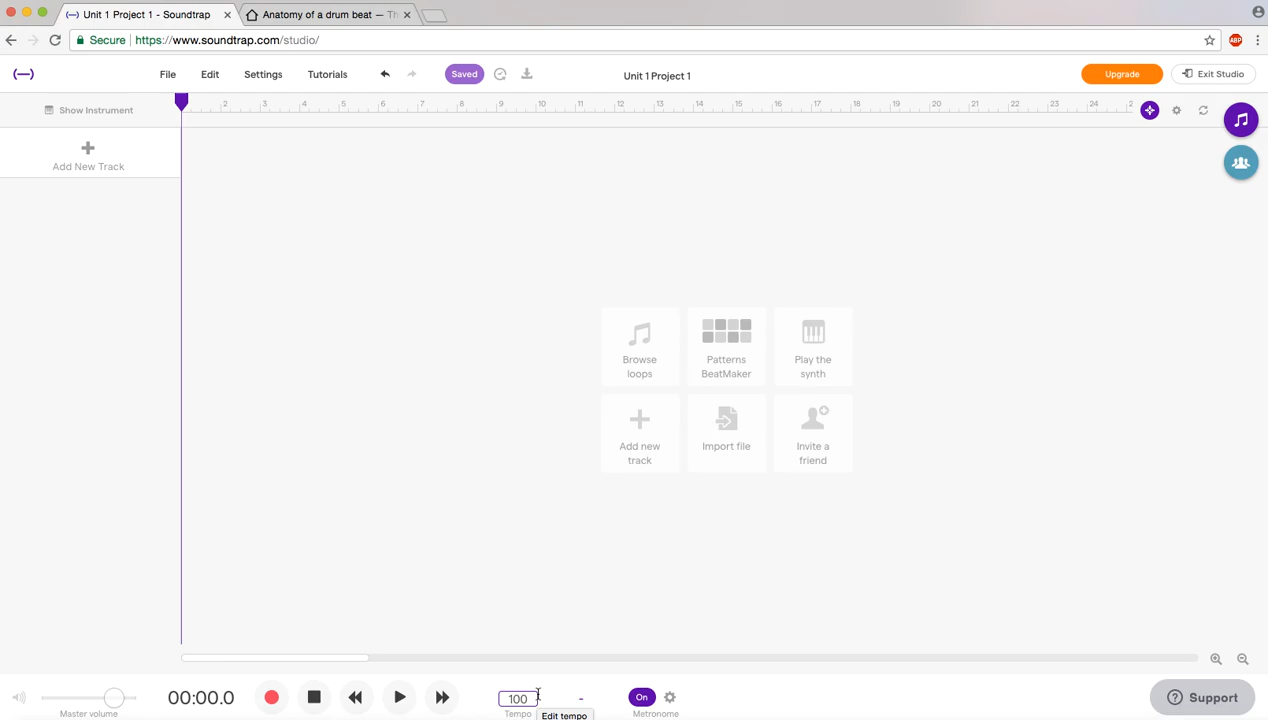 Unit 1 Project 1 - Soundtrap
Anatomy of a drum beat — Th
Secure | https://www.soundtrap.com/studio/
ABP
File Edit Settings Tutorials Saved Unit 1 Project 1 Upgrade Exit Studio
Show Instrument 2 3 4 5 6 7 8 9 10 11 12 13 14 15 16 17 18 19 20 21 22 23 24 2
Add New Track
Browse loops
Patterns BeatMaker
Play the synth
Add new track
Import file
Invite a friend
Master volume
00:00.0
100
Tempo
-
Edit tempo
On
Metronome
Support